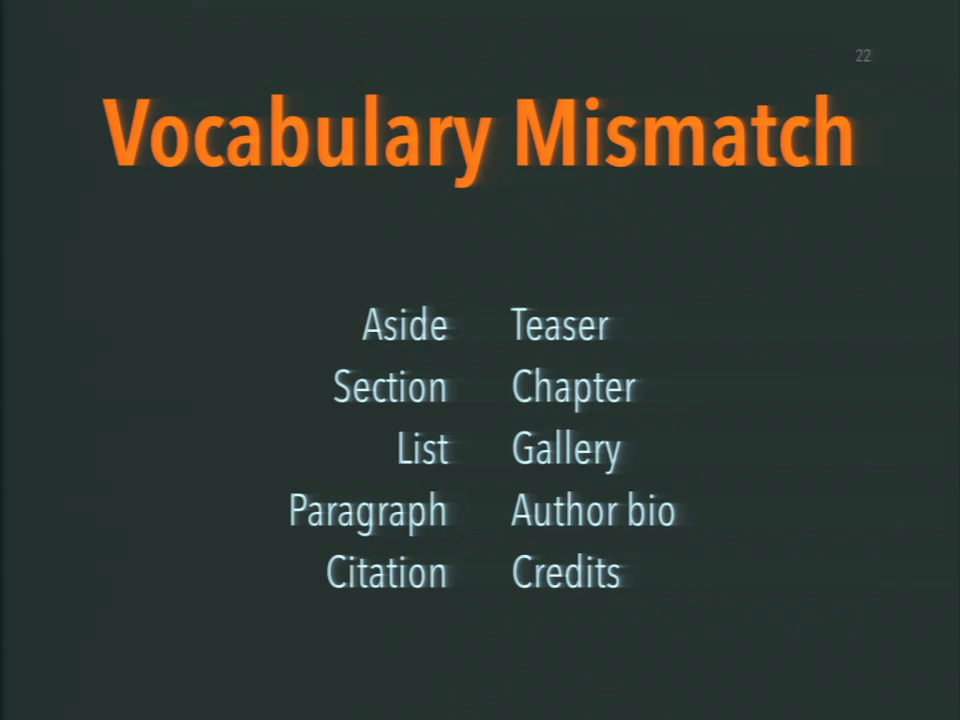 22
Vocabulary Mismatch
Aside Teaser
Section Chapter
List Gallery
Paragraph Author bio
Citation Credits